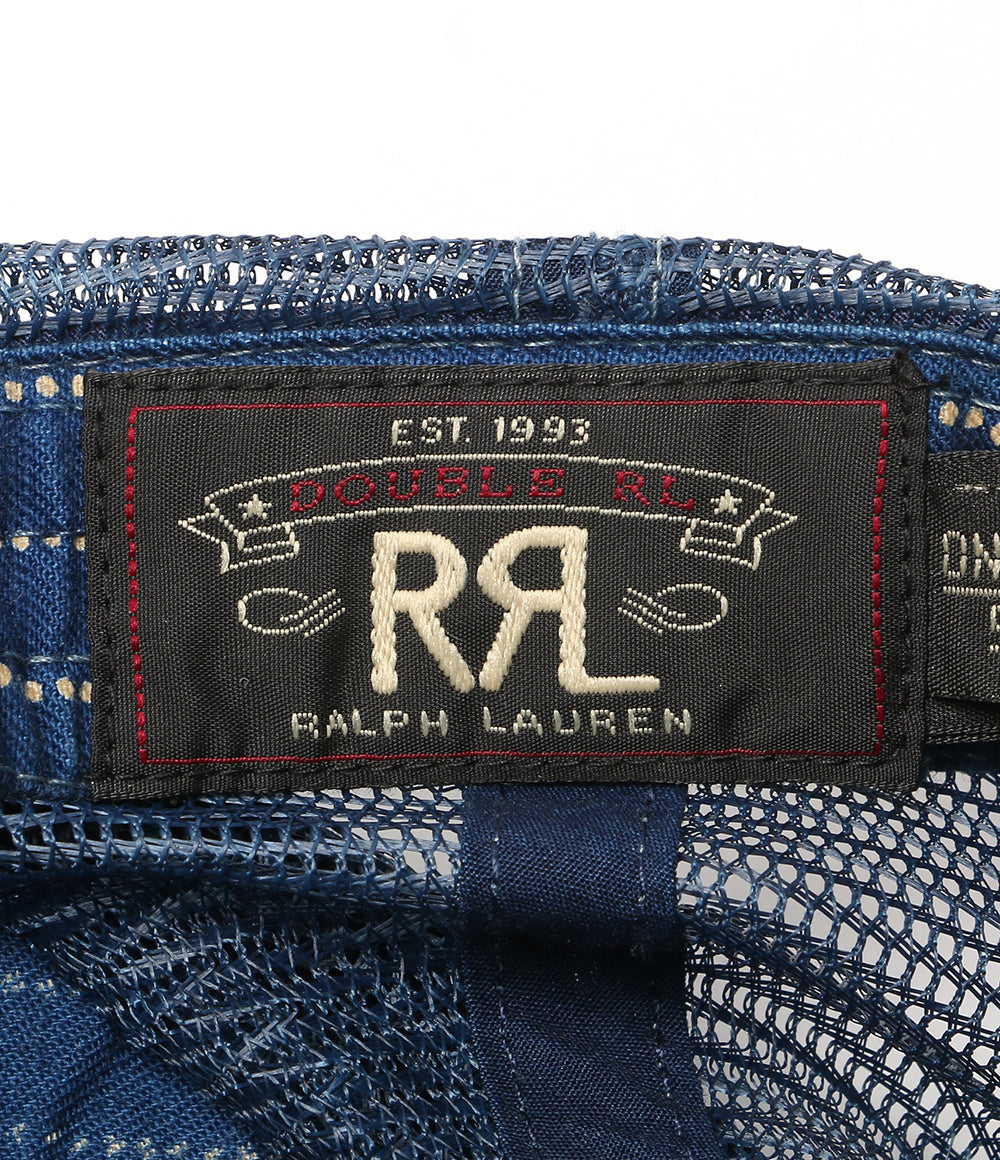 EST. 1993
DOUBLE RL
RRL
RALPH LAUREN